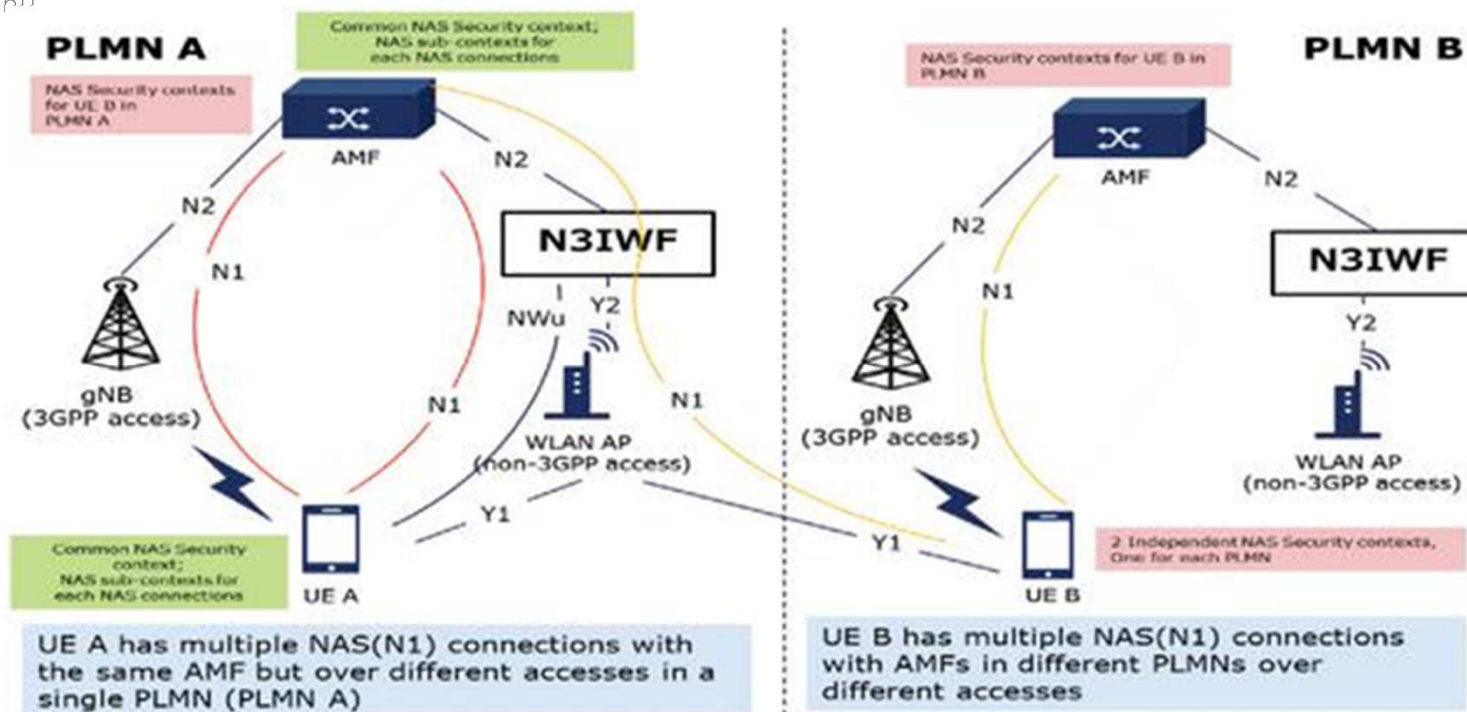 PLMN A
Common NAS Security context;
NAS sub-contexts for
each NAS connections
NAS Security contexts
for UE B in
PLMN A
AMF
N2
N2
N1
N3IWF
NWu
Y2
gNB
(3GPP access)
N1
N1
WLAN AP
(non-3GPP access)
Y1
Common NAS Security
context;
NAS sub-contexts for
each NAS connections
UE A
UE A has multiple NAS(N1) connections with
the same AMF but over different accesses in a
single PLMN (PLMN A)
PLMN B
NAS Security contexts for UE B in
PLMN B
AMF
N2
N2
N1
N3IWF
Y2
gNB
(3GPP access)
WLAN AP
(non-3GPP access)
Y1
2 Independent NAS Security contexts,
One for each PLMN
UE B
UE B has multiple NAS(N1) connections
with AMFs in different PLMNs over
different accesses